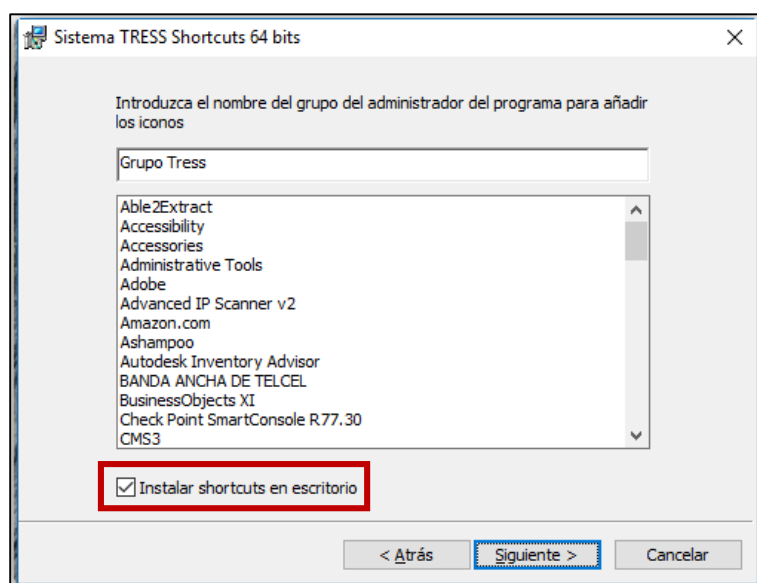 Sistema TRESS Shortcuts 64 bits
Introduzca el nombre del grupo del administrador del programa para añadir
los iconos
Grupo Tress
Able2Extract
Accessibility
Accessories
Administrative Tools
Adobe
Advanced IP Scanner v2
Amazon.com
Ashampoo
Autodesk Inventory Advisor
BANDA ANCHA DE TELCEL
BusinessObjects XI
Check Point SmartConsole R77.30
CMS3
Instalar shortcuts en escritorio
< Atrás
Siguiente >
Cancelar